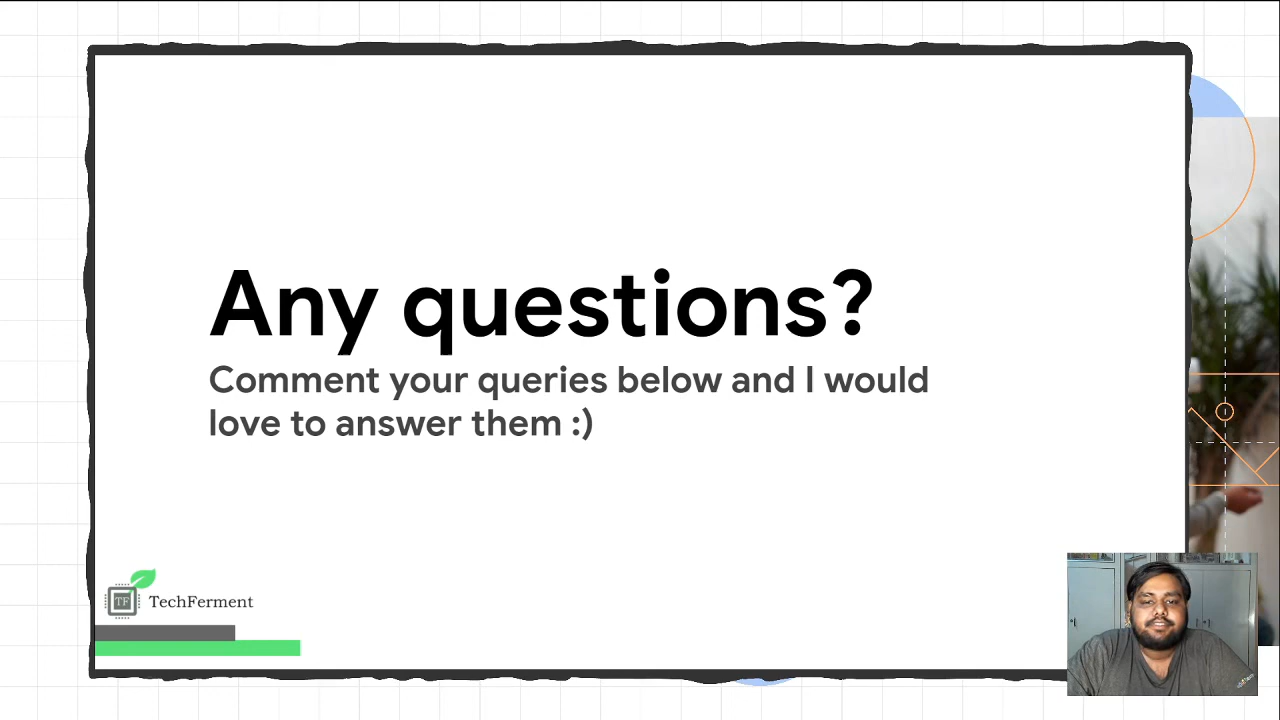 Any questions?
Comment your queries below and I would
love to answer them :)
TF
TechFerment